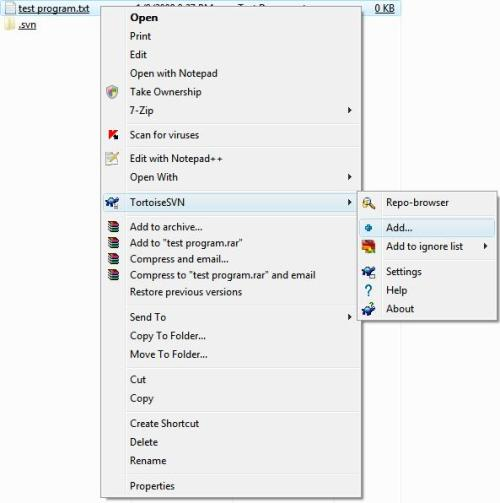 test program.txt 0 KB
.svn
Open
Print
Edit
Open with Notepad
Take Ownership
7-Zip
Scan for viruses
Edit with Notepad++
Open With
TortoiseSVN
Add to archive...
Add to "test program.rar"
Compress and email...
Compress to "test program.rar" and email
Restore previous versions
Send To
Copy To Folder...
Move To Folder...
Cut
Copy
Create Shortcut
Delete
Rename
Properties
Repo-browser
Add...
Add to ignore list
Settings
Help
About